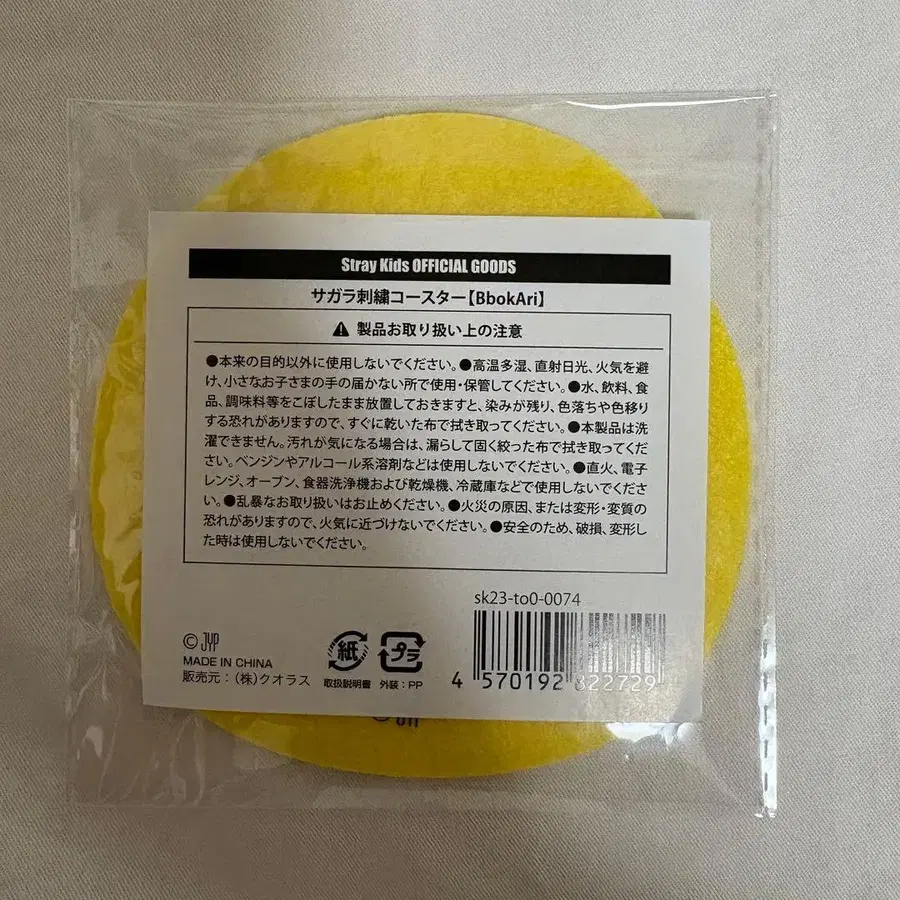 Stray Kids OFFICIAL GOODS
サガラ刺繍コースター【BbokAri】
⚠ 製品お取り扱い上の注意
●本来の目的以外に使用しないでください。●高温多湿、直射日光、火気を避
け、小さなお子さまの手の届かない所で使用・保管してください。●水、飲料、食
品、調味料等をこぼしたまま放置しておきますと、染みが残り、色落ちや色移り
する恐れがありますので、すぐに乾いた布で拭き取ってください。●本製品は洗
濯できません。汚れが気になる場合は、濡らして固く絞った布で拭き取ってくだ
さい。ベンジンやアルコール系溶剤などは使用しないでください。●直火、電子
レンジ、オーブン、食器洗浄機および乾燥機、冷蔵庫などで使用しないでくださ
い。●乱暴なお取り扱いはお止めください。●火災の原因、または変形・変質の
恐れがありますので、火気に近づけないでください。●安全のため、破損、変形し
た時は使用しないでください。
sk23-to0-0074
© JYP
MADE IN CHINA
販売元：（株）クオラス
紙
取扱説明書
プラ
外装：PP
4 570192 822729